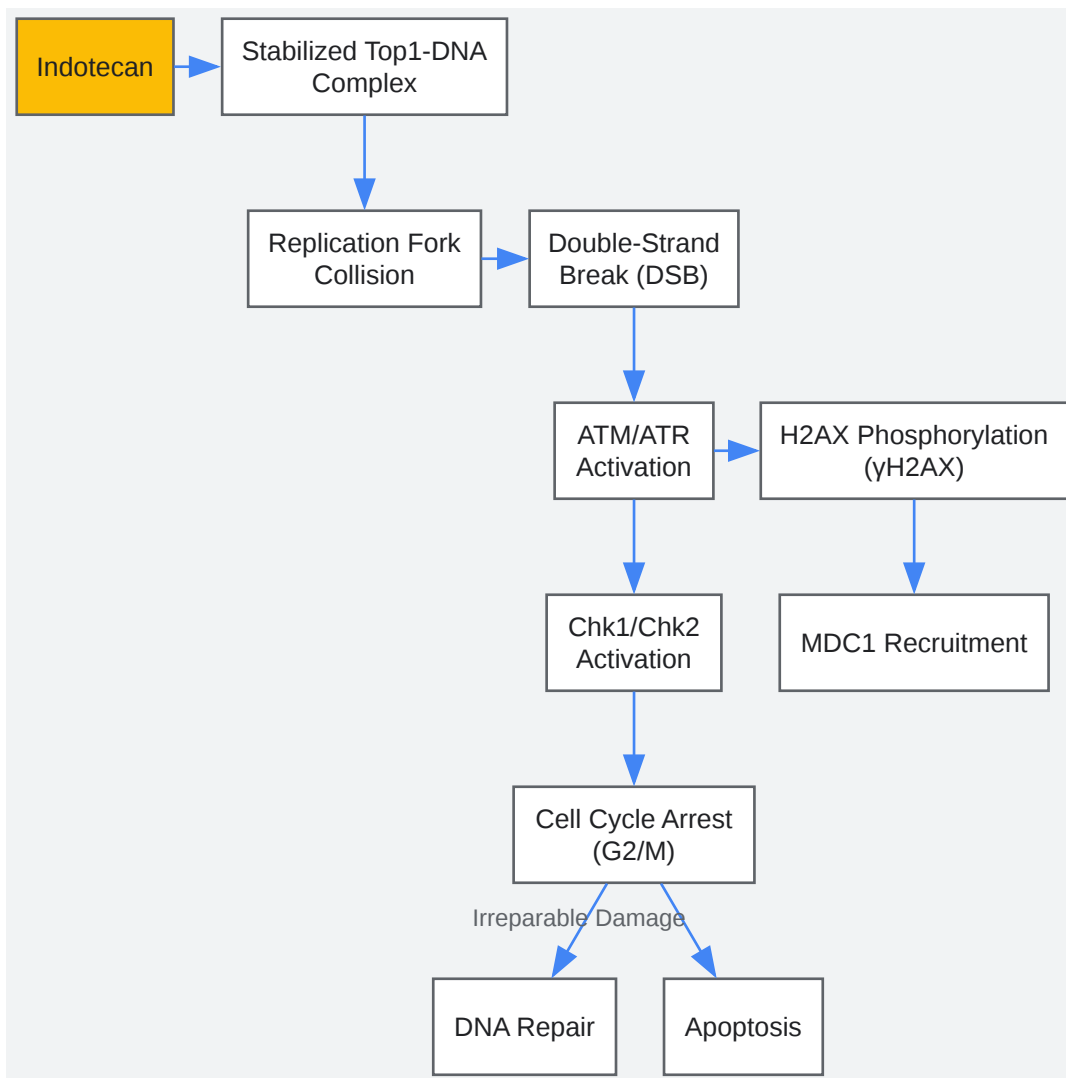 Indotecan
Stabilized Top1-DNA
Complex
Replication Fork
Collision
Double-Strand
Break (DSB)
ATM/ATR
Activation
H2AX Phosphorylation
(γH2AX)
Chk1/Chk2
Activation
MDC1 Recruitment
Cell Cycle Arrest
(G2/M)
Irreparable Damage
DNA Repair
Apoptosis